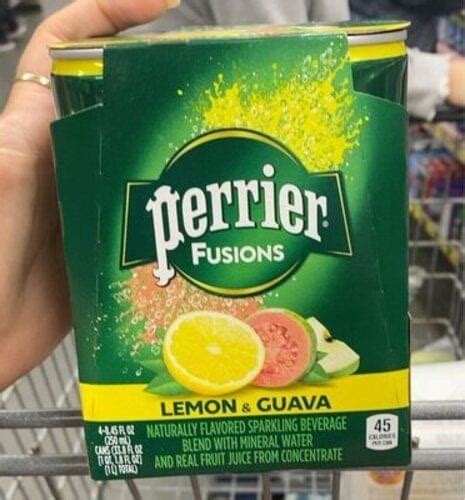 perrier
FUSIONS
LEMON & GUAVA
NATURALLY FLAVORED SPARKLING BEVERAGE
BLEND WITH MINERAL WATER
AND REAL FRUIT JUICE FROM CONCENTRATE
4-8.45 FL OZ
(250 mL)
CANS (33.8 FL OZ)
[1 QT, 1.8 FL OZ]
(1 L) TOTAL
45
CALORIES
PER CAN